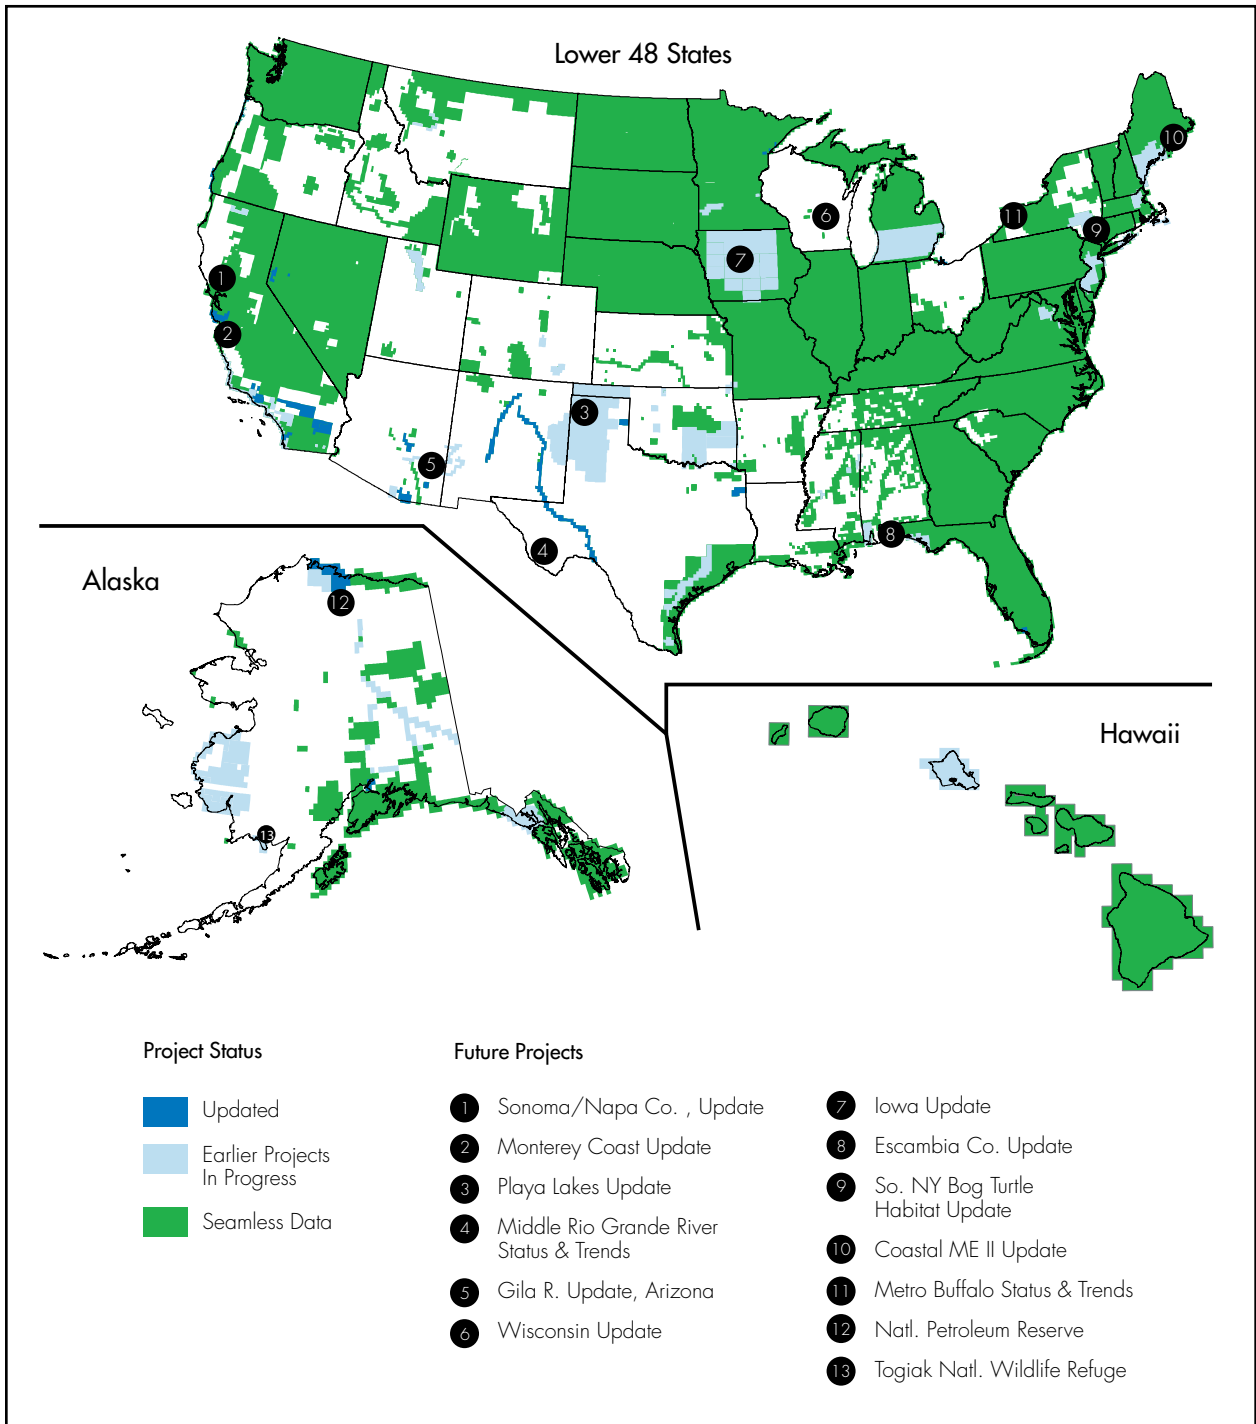 Lower 48 States
1
2
3
4
5
6
7
8
9
10
11
Alaska
12
13
Hawaii
Project Status
Updated
Earlier Projects
In Progress
Seamless Data
Future Projects
1 Sonoma/Napa Co. , Update
2 Monterey Coast Update
3 Playa Lakes Update
4 Middle Rio Grande River
Status & Trends
5 Gila R. Update, Arizona
6 Wisconsin Update
7 Iowa Update
8 Escambia Co. Update
9 So. NY Bog Turtle
Habitat Update
10 Coastal ME II Update
11 Metro Buffalo Status & Trends
12 Natl. Petroleum Reserve
13 Togiak Natl. Wildlife Refuge